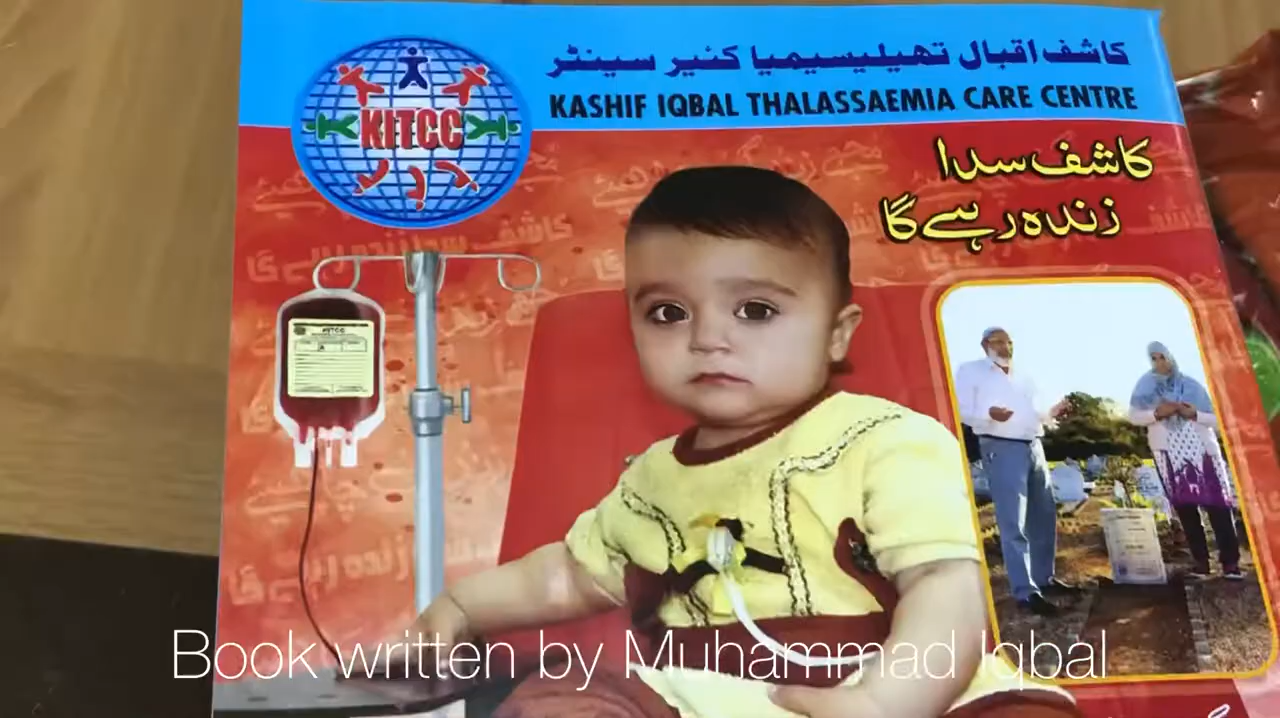 کاشف اقبال تھیلیسیمیا کئیر سینٹر
KASHIF IQBAL THALASSAEMIA CARE CENTRE
KITCC
کاشف سدا
زندہ رہے گا
KITCC
Book written by Muhammad Iqbal